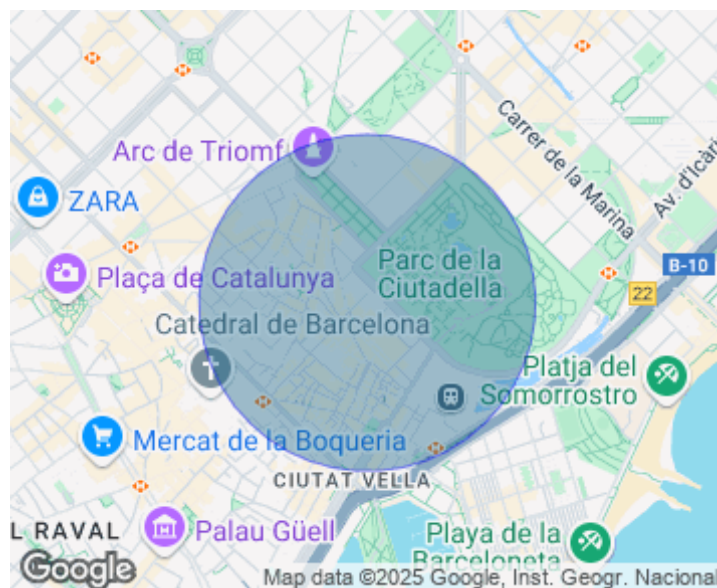 Arc de Triomf
Carrer de la Marina
Av. d'Icàri
ZARA
Plaça de Catalunya
Parc de la
Ciutadella
B-10
22
Catedral de Barcelona
Platja del
Somorrostro
Mercat de la Boqueria
CIUTAT VELLA
L RAVAL
Palau Güell
Playa de la
Barceloneta
Google
Map data ©2025 Google, Inst. Geogr. Nacional